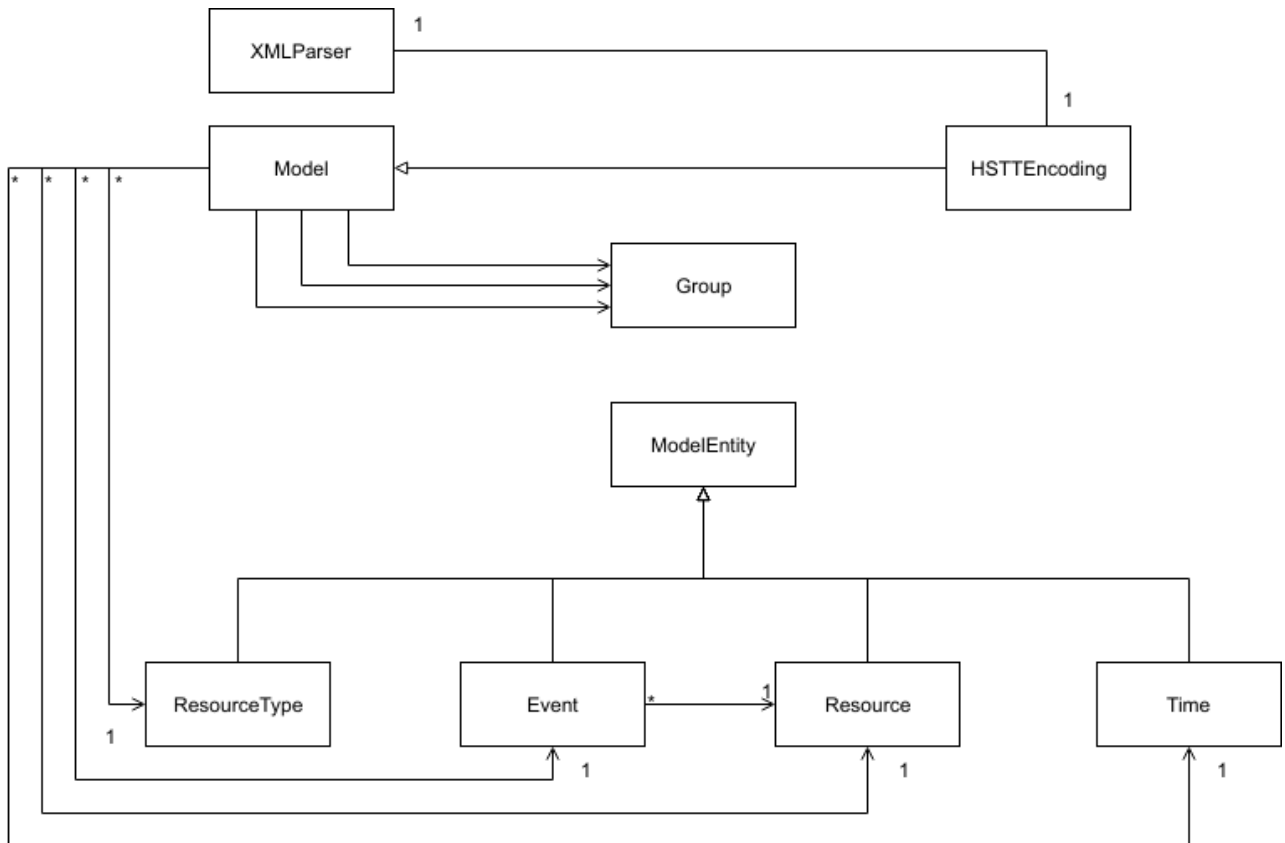 1
XMLParser
1
Model
HSTTEncoding
* * * *
Group
ModelEntity
ResourceType
Event
* 1
Resource
Time
1
1
1
1